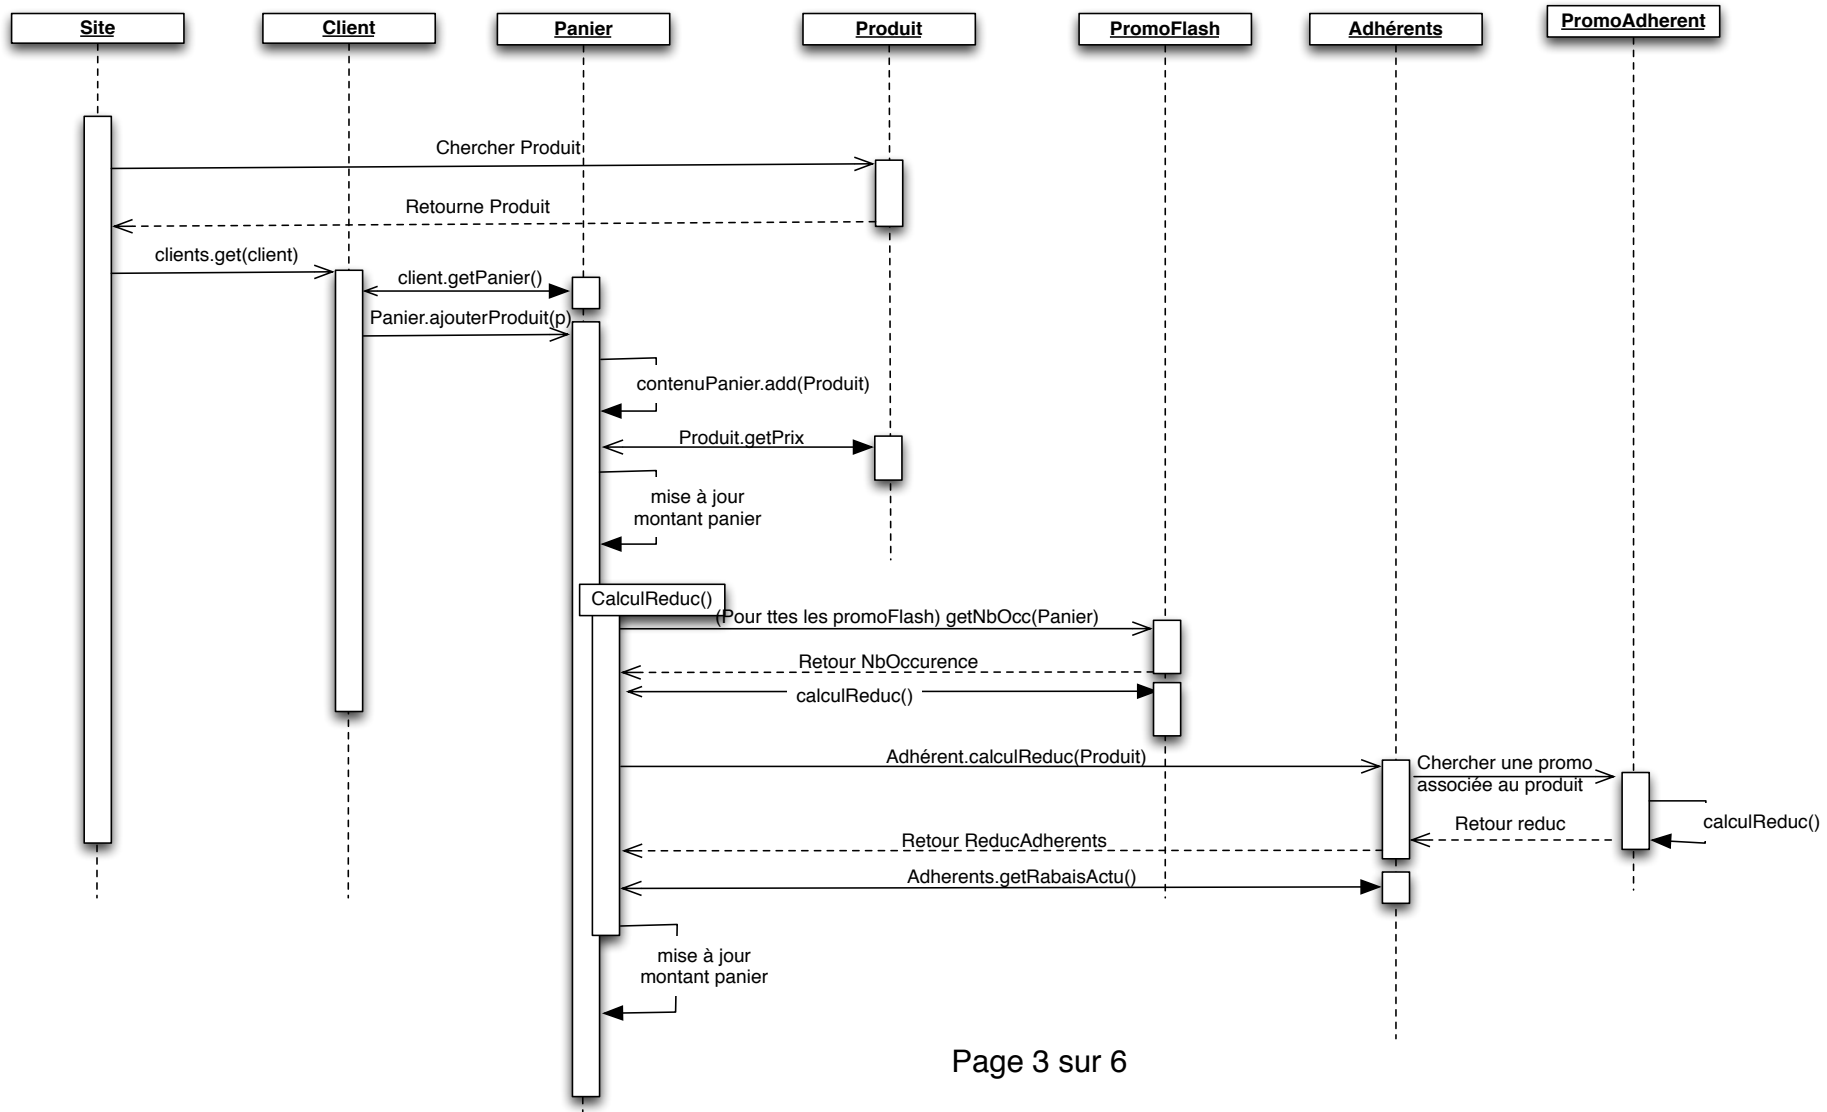 Site
Client
Panier
Produit
PromoFlash
Adhérents
PromoAdherent
Chercher Produit
Retourne Produit
clients.get(client)
client.getPanier()
Panier.ajouterProduit(p)
contenuPanier.add(Produit)
Produit.getPrix
mise à jour
montant panier
CalculReduc()
(Pour ttes les promoFlash) getNbOcc(Panier)
Retour NbOccurence
calculReduc()
Adhérent.calculReduc(Produit)
Chercher une promo
associée au produit
calculReduc()
Retour reduc
Retour ReducAdherents
Adherents.getRabaisActu()
mise à jour
montant panier
Page 3 sur 6